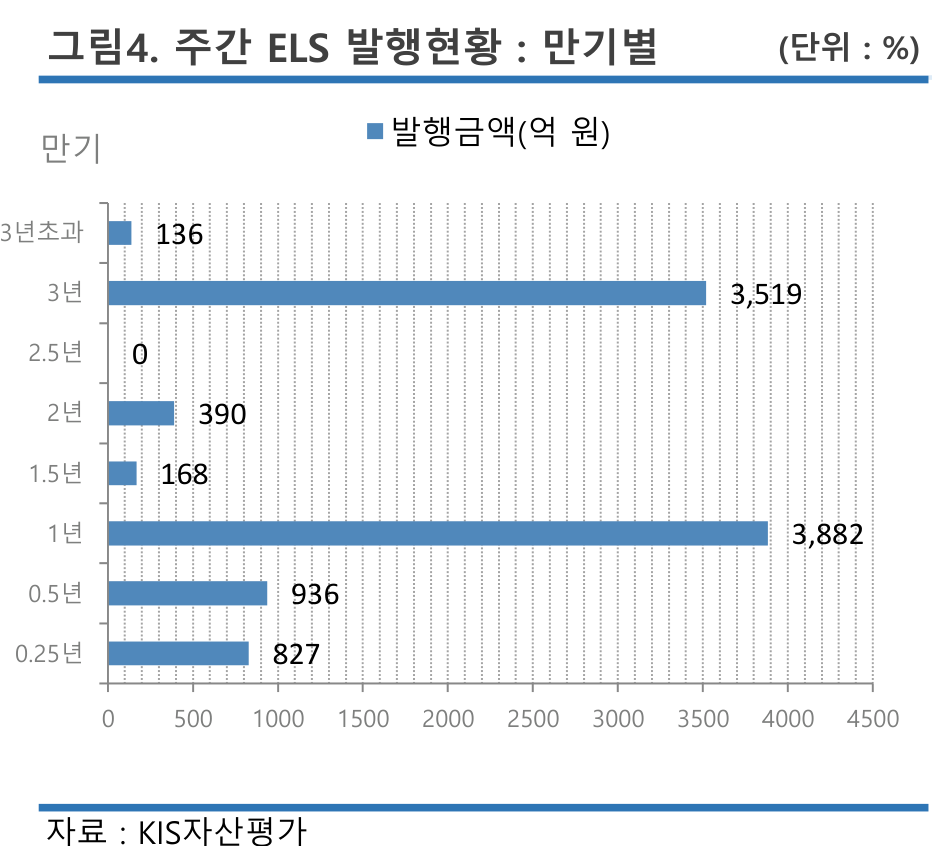 그림4. 주간 ELS 발행현황 : 만기별 (단위 : %)
발행금액(억 원)
만기
3년초과 136
3년 3,519
2.5년 0
2년 390
1.5년 168
1년 3,882
0.5년 936
0.25년 827
0 500 1000 1500 2000 2500 3000 3500 4000 4500
자료 : KIS자산평가